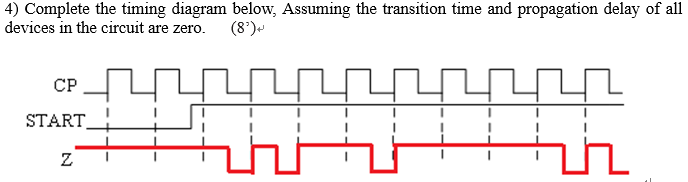 4) Complete the timing diagram below, Assuming the transition time and propagation delay of all
devices in the circuit are zero. (8’)↵
CP
START
Z